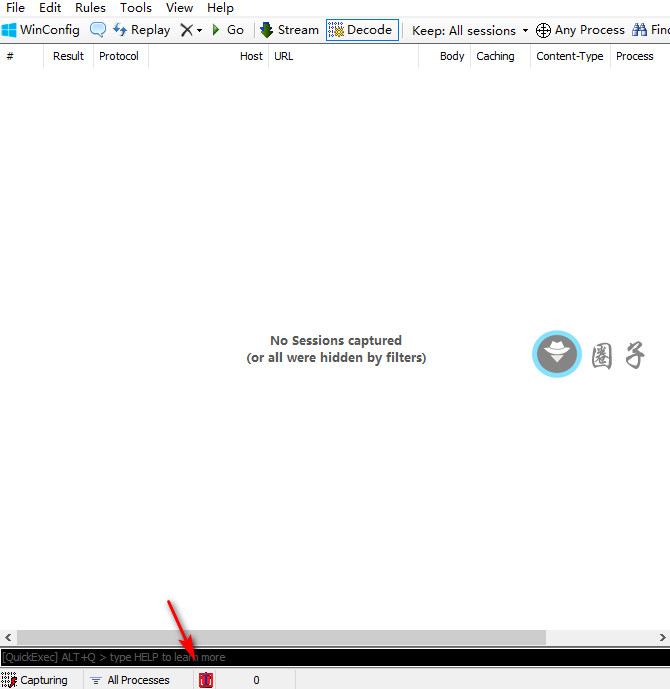 File Edit Rules Tools View Help
WinConfig Replay Go Stream Decode Keep: All sessions Any Process Find
# Result Protocol Host URL Body Caching Content-Type Process
No Sessions captured
(or all were hidden by filters)
圈子
[QuickExec] ALT+Q > type HELP to learn more
Capturing All Processes 0